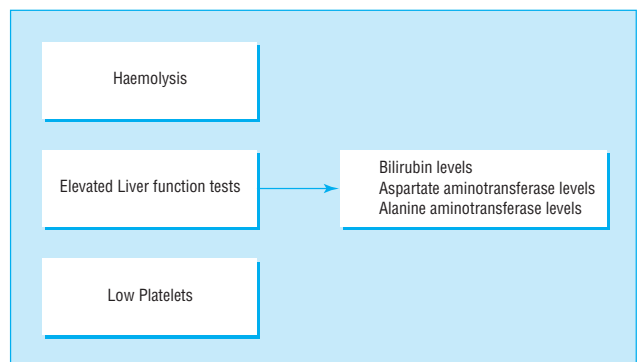 Haemolysis
Elevated Liver function tests
Bilirubin levels
Aspartate aminotransferase levels
Alanine aminotransferase levels
Low Platelets